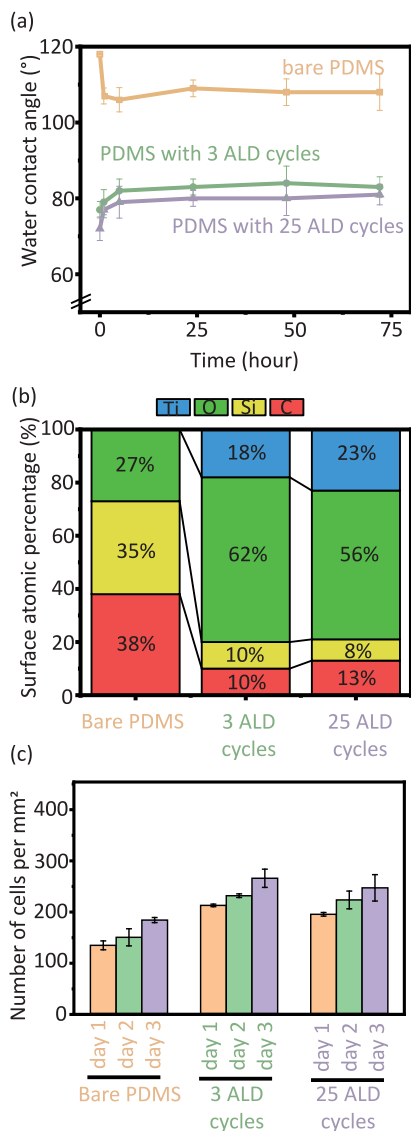 (a)
120
100
80
60
Water contact angle (°)
bare PDMS
PDMS with 3 ALD cycles
PDMS with 25 ALD cycles
0
25
50
75
Time (hour)
(b)
Ti O Si C
100
80
60
40
20
0
Surface atomic percentage (%)
27%
35%
38%
18%
62%
10%
10%
23%
56%
8%
13%
Bare PDMS
3 ALD
cycles
25 ALD
cycles
(c)
400
300
200
100
0
Number of cells per mm²
day 1
day 2
day 3
day 1
day 2
day 3
day 1
day 2
day 3
Bare PDMS
3 ALD
cycles
25 ALD
cycles